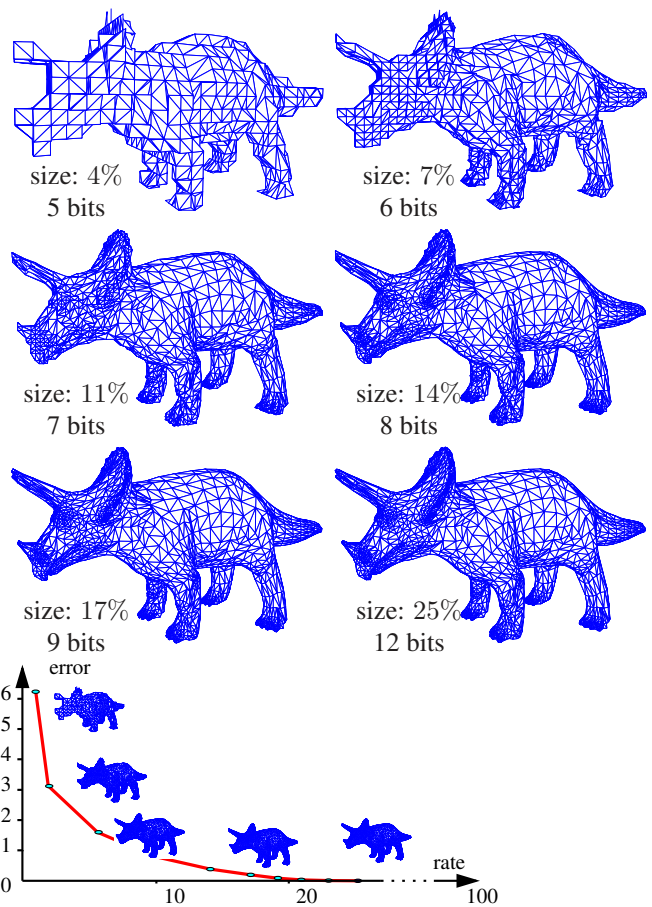 size: 4%
5 bits
size: 7%
6 bits
size: 11%
7 bits
size: 14%
8 bits
size: 17%
9 bits
size: 25%
12 bits
error
6
5
4
3
2
1
0
rate
10
20
100